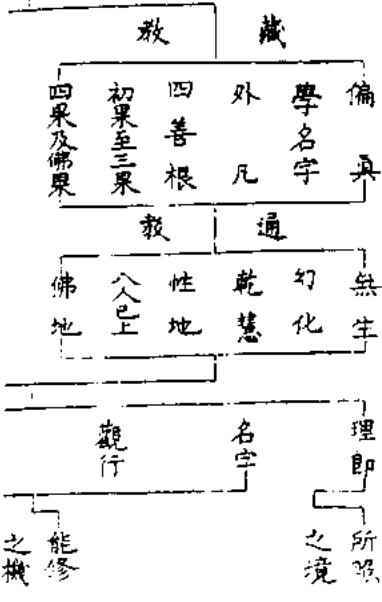 藏教
偏真
學名字
外凡
四善根
初果至三果
四果及佛果
通教
無生
幻化
乾慧
性地
八人已上
佛地
理即
名字
觀行
所照
之境
能修
之機